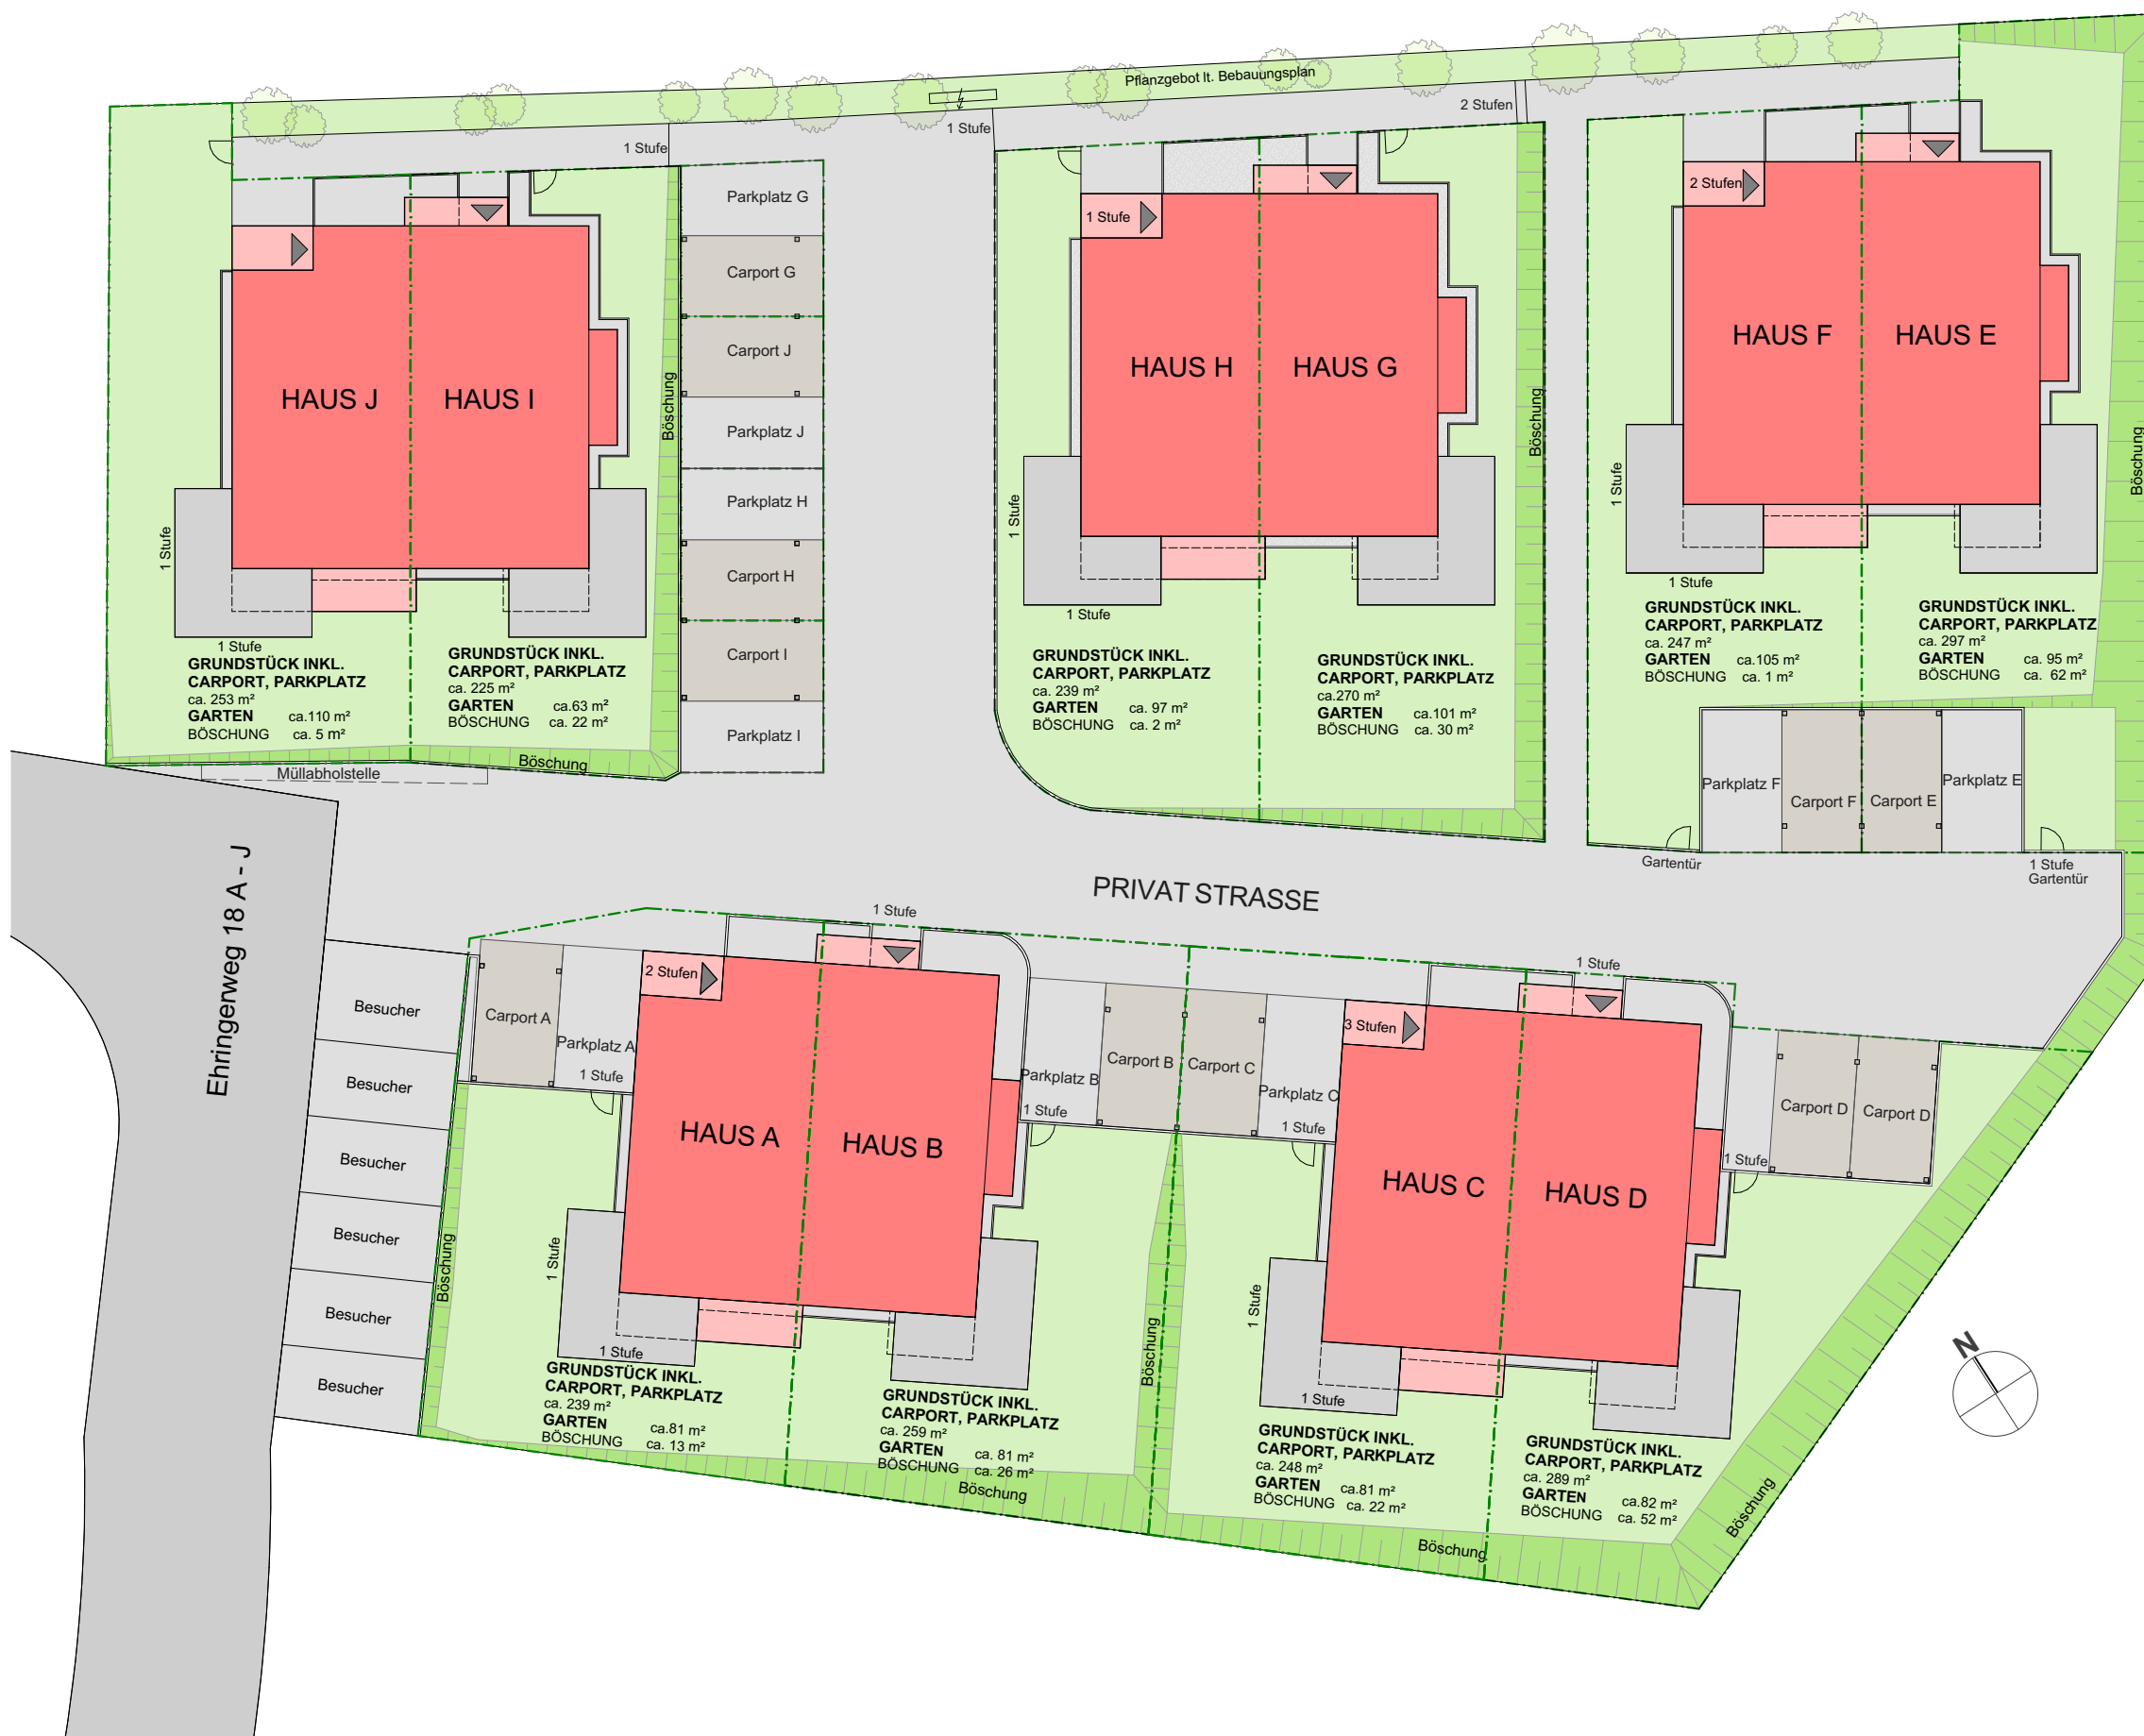 Pflanzgebot lt. Bebauungsplan
2 Stufen
1 Stufe
1 Stufe
Parkplatz G
Carport G
Carport J
Parkplatz J
Parkplatz H
Carport H
Carport I
Parkplatz I
HAUS J
HAUS I
Böschung
1 Stufe
1 Stufe
GRUNDSTÜCK INKL.
CARPORT, PARKPLATZ
ca. 253 m²
GARTEN ca.110 m²
BÖSCHUNG ca. 5 m²
GRUNDSTÜCK INKL.
CARPORT, PARKPLATZ
ca. 225 m²
GARTEN ca.63 m²
BÖSCHUNG ca. 22 m²
Böschung
Müllabholstelle
1 Stufe
HAUS H
HAUS G
Böschung
1 Stufe
1 Stufe
GRUNDSTÜCK INKL.
CARPORT, PARKPLATZ
ca. 239 m²
GARTEN ca. 97 m²
BÖSCHUNG ca. 2 m²
GRUNDSTÜCK INKL.
CARPORT, PARKPLATZ
ca.270 m²
GARTEN ca.101 m²
BÖSCHUNG ca. 30 m²
2 Stufen
HAUS F
HAUS E
Böschung
1 Stufe
1 Stufe
GRUNDSTÜCK INKL.
CARPORT, PARKPLATZ
ca. 247 m²
GARTEN ca.105 m²
BÖSCHUNG ca. 1 m²
GRUNDSTÜCK INKL.
CARPORT, PARKPLATZ
ca. 297 m²
GARTEN ca. 95 m²
BÖSCHUNG ca. 62 m²
Parkplatz F
Carport F
Carport E
Parkplatz E
Gartentür
1 Stufe
Gartentür
PRIVAT STRASSE
Ehringerweg 18 A - J
Besucher
Besucher
Besucher
Besucher
Besucher
Besucher
1 Stufe
Carport A
Parkplatz A
1 Stufe
2 Stufen
HAUS A
HAUS B
Böschung
1 Stufe
1 Stufe
GRUNDSTÜCK INKL.
CARPORT, PARKPLATZ
ca. 239 m²
GARTEN ca.81 m²
BÖSCHUNG ca. 13 m²
GRUNDSTÜCK INKL.
CARPORT, PARKPLATZ
ca. 259 m²
GARTEN ca. 81 m²
BÖSCHUNG ca. 26 m²
Böschung
Parkplatz B
1 Stufe
Carport B
Carport C
Parkplatz C
1 Stufe
Böschung
1 Stufe
3 Stufen
HAUS C
HAUS D
1 Stufe
1 Stufe
GRUNDSTÜCK INKL.
CARPORT, PARKPLATZ
ca. 248 m²
GARTEN ca.81 m²
BÖSCHUNG ca. 22 m²
GRUNDSTÜCK INKL.
CARPORT, PARKPLATZ
ca. 289 m²
GARTEN ca.82 m²
BÖSCHUNG ca. 52 m²
Böschung
1 Stufe
Carport D
Carport D
Böschung
N